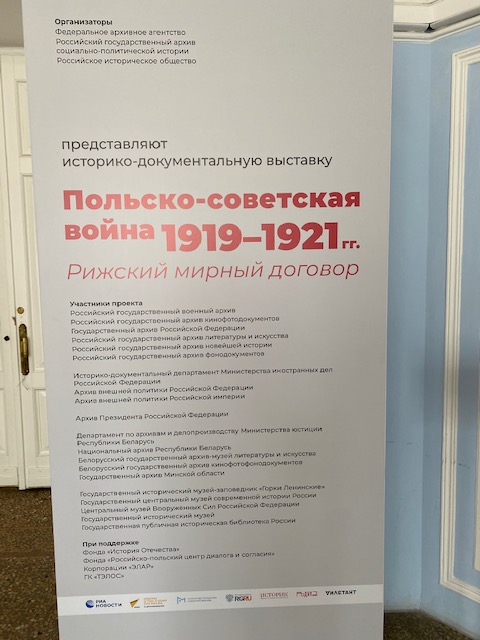 Организаторы
Федеральное архивное агентство
Российский государственный архив
социально-политической истории
Российское историческое общество
представляют
историко-документальную выставку
Польско-советская
война 1919–1921 гг.
Рижский мирный договор
Участники проекта
Российский государственный военный архив
Российский государственный архив кинофотодокументов
Государственный архив Российской Федерации
Российский государственный архив литературы и искусства
Российский государственный архив новейшей истории
Российский государственный архив фонодокументов
Историко-документальный департамент Министерства иностранных дел
Российской Федерации
Архив внешней политики Российской Федерации
Архив внешней политики Российской империи
Архив Президента Российской Федерации
Департамент по архивам и делопроизводству Министерства юстиции
Республики Беларусь
Национальный архив Республики Беларусь
Белорусский государственный архив-музей литературы и искусства
Белорусский государственный архив кинофотофонодокументов
Государственный архив Минской области
Государственный исторический музей-заповедник «Горки Ленинские»
Государственный центральный музей современной истории России
Центральный музей Вооруженных Сил Российской Федерации
Государственный исторический музей
Государственная публичная историческая библиотека России
При поддержке
Фонда «История Отечества»
Фонда «Российско-польский центр диалога и согласия»
Корпорации «ЭЛАР»
ГК «ТЭЛОС»
РИА НОВОСТИ
RG.RU
ИСТОРИК
ДИЛЕТАНТ